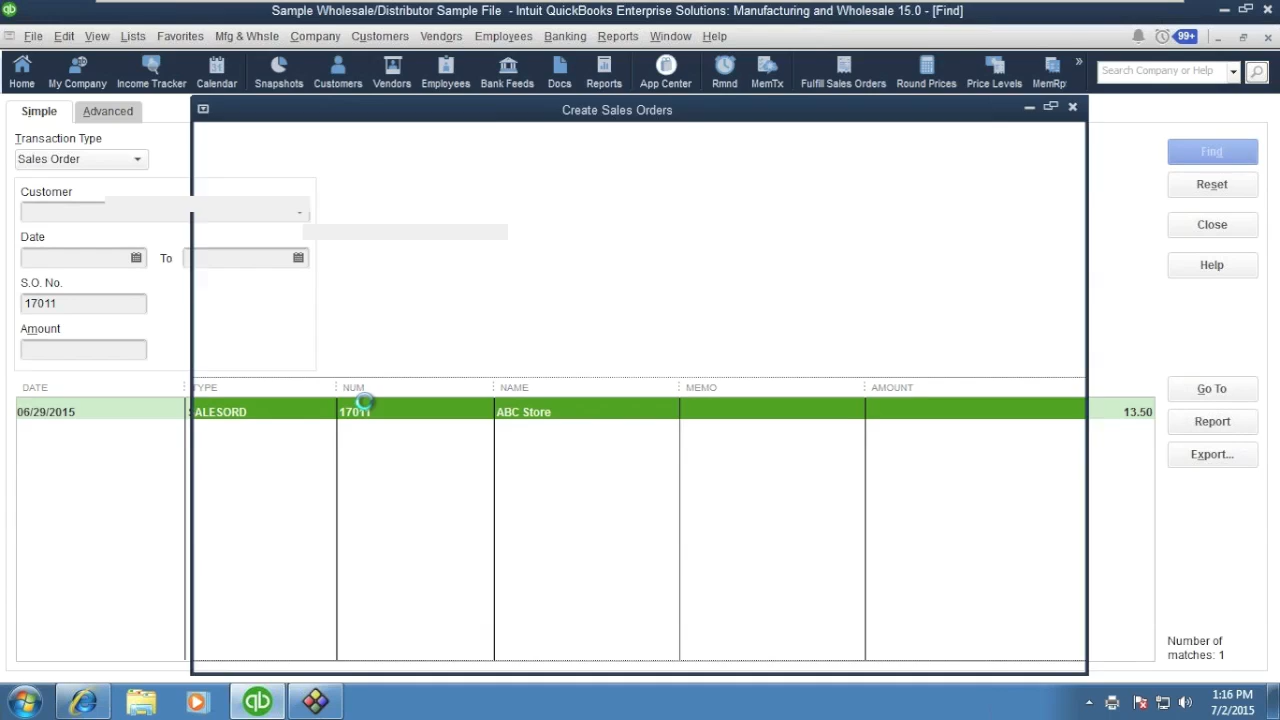 Sample Wholesale/Distributor Sample File - Intuit QuickBooks Enterprise Solutions: Manufacturing and Wholesale 15.0 - [Find]
File Edit View Lists Favorites Mfg & Whsle Company Customers Vendors Employees Banking Reports Window Help
99+
Home My Company Income Tracker Calendar Snapshots Customers Vendors Employees Bank Feeds Docs Reports App Center Rmnd MemTx Fulfill Sales Orders Round Prices Price Levels MemRp
Search Company or Help
Simple Advanced
Create Sales Orders
Transaction Type
Sales Order
Find
Reset
Customer
Close
Date
To
Help
S.O. No.
17011
Amount
DATE TYPE NUM NAME MEMO AMOUNT
Go To
06/29/2015 SALESORD 17011 ABC Store 13.50
Report
Export...
Number of
matches: 1
1:16 PM
7/2/2015